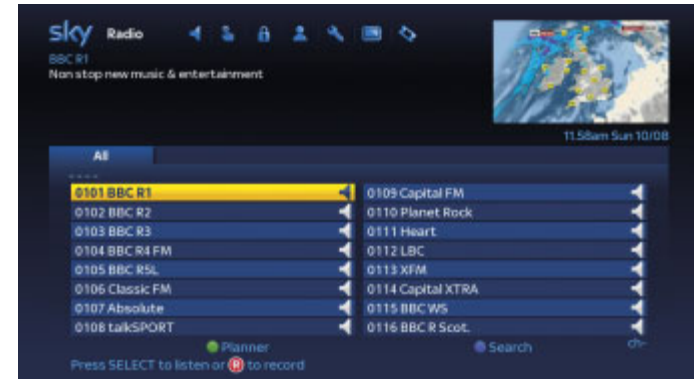 sky Radio
BBC R1
Non stop new music & entertainment
11.58am Sun 10/08
All
0101 BBC R1
0102 BBC R2
0103 BBC R3
0104 BBC R4 FM
0105 BBC R5L
0106 Classic FM
0107 Absolute
0108 talkSPORT
0109 Capital FM
0110 Planet Rock
0111 Heart
0112 LBC
0113 XFM
0114 Capital XTRA
0115 BBC WS
0116 BBC R Scot.
Planner
Search
ch-
Press SELECT to listen or R to record